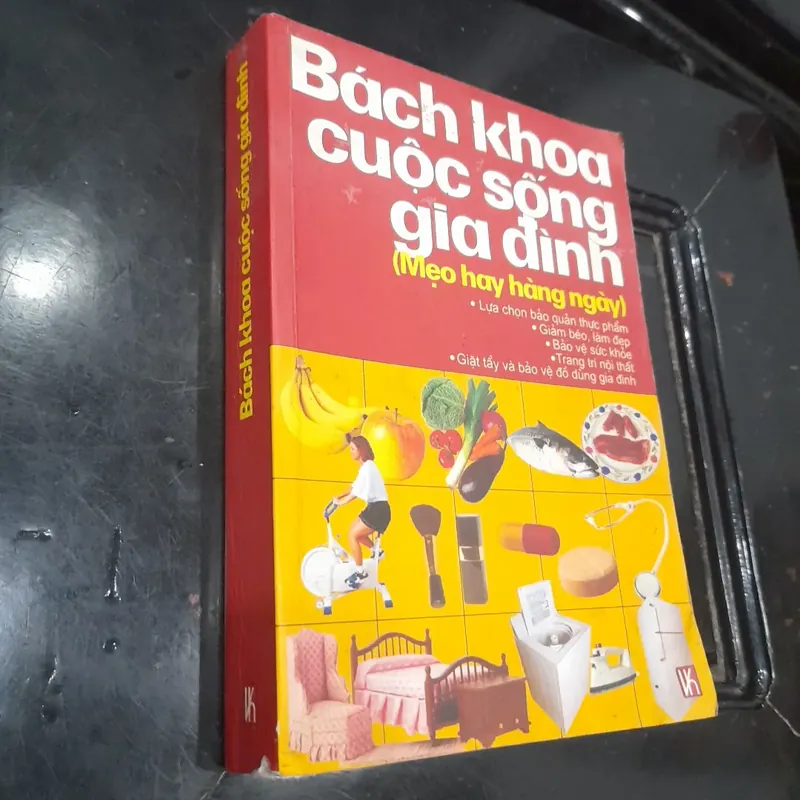 Bách khoa
cuộc sống
gia đình
(Mẹo hay hàng ngày)
• Lựa chọn bảo quản thực phẩm
• Giảm béo, làm đẹp
• Bảo vệ sức khỏe
• Trang trí nội thất
• Giặt tẩy và bảo vệ đồ dùng gia đình
Bách khoa cuộc sống gia đình